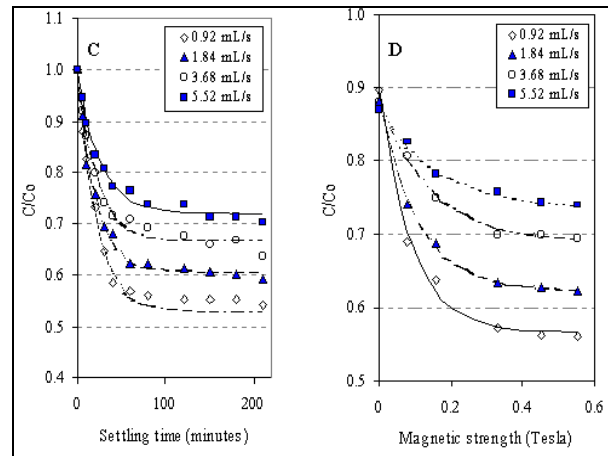 C
0.92 mL/s
1.84 mL/s
3.68 mL/s
5.52 mL/s
1.1
1.0
0.9
0.8
0.7
0.6
0.5
0.4
C/Co
0 100 200
Settling time (minutes)
D
0.92 mL/s
1.84 mL/s
3.68 mL/s
5.52 mL/s
1.0
0.9
0.8
0.7
0.6
0.5
C/Co
0 0.2 0.4 0.6
Magnetic strength (Tesla)